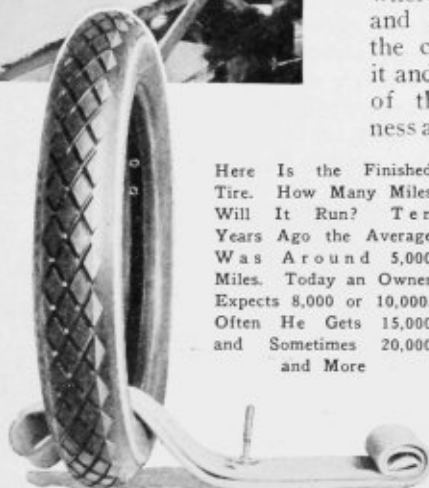 and
the c
it and
of th
ness a
Here Is the Finished
Tire. How Many Miles
Will It Run? Ten
Years Ago the Average
Was Around 5,000
Miles. Today an Owner
Expects 8,000 or 10,000
Often He Gets 15,000
and Sometimes 20,000
and More